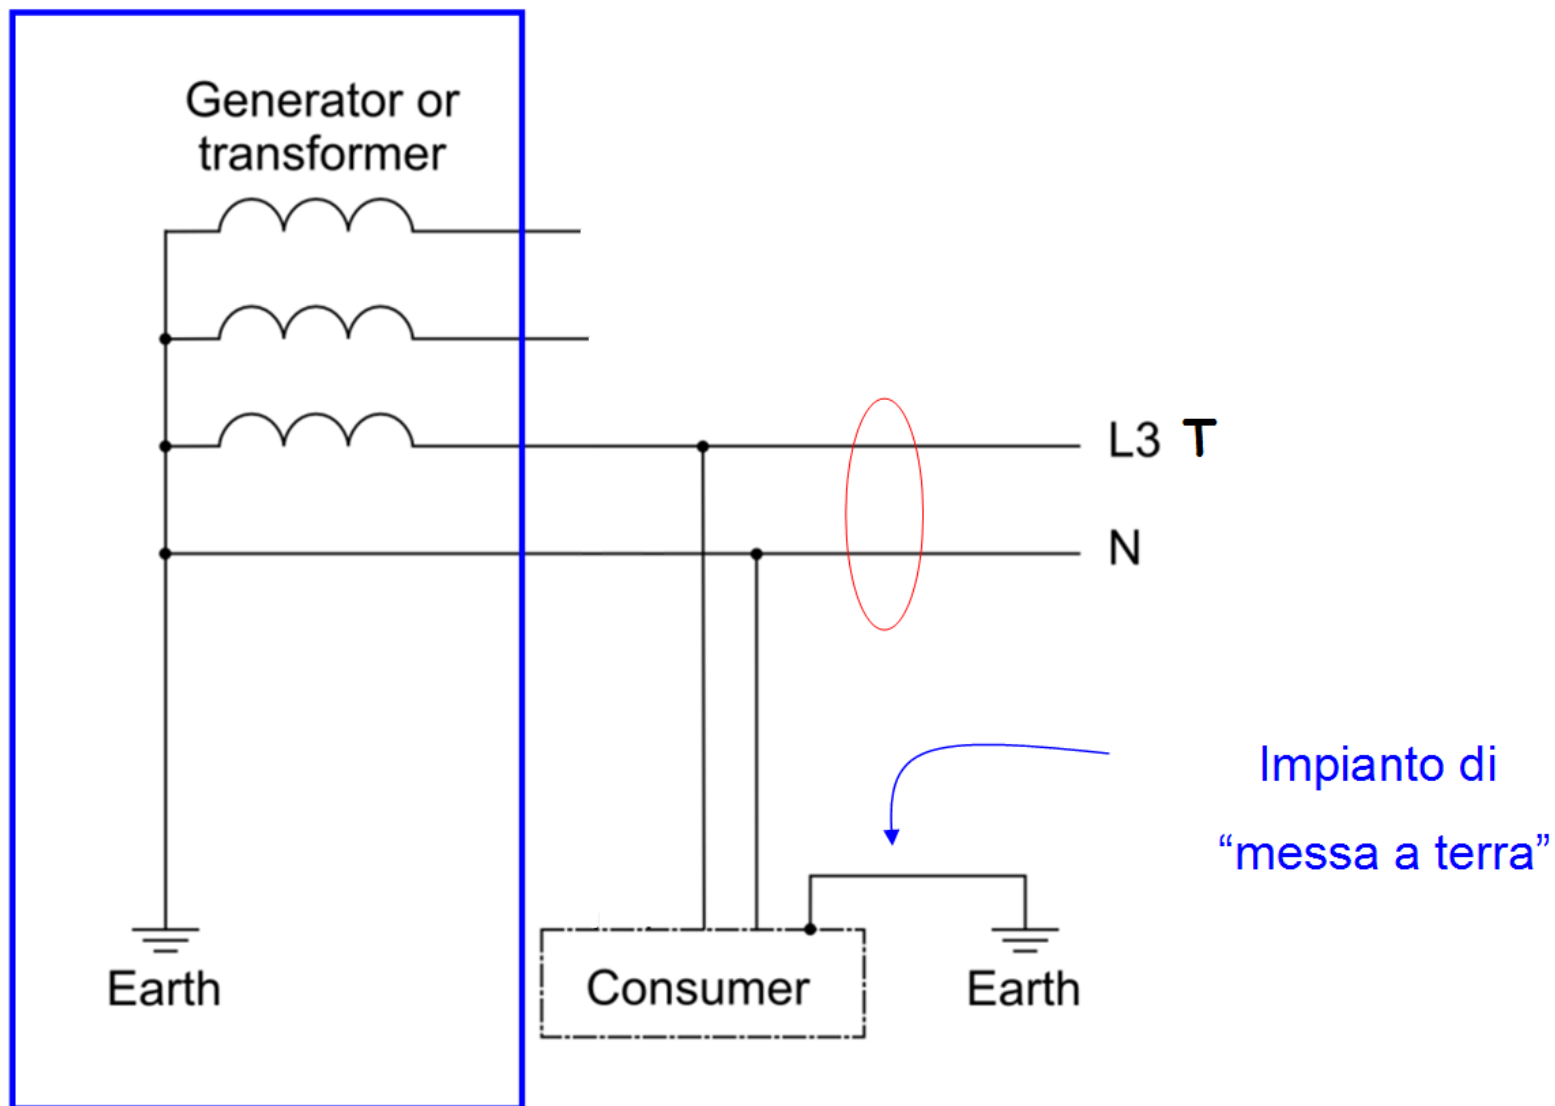 Generator or
transformer
L3 T
N
Impianto di
“messa a terra”
Earth
Consumer
Earth